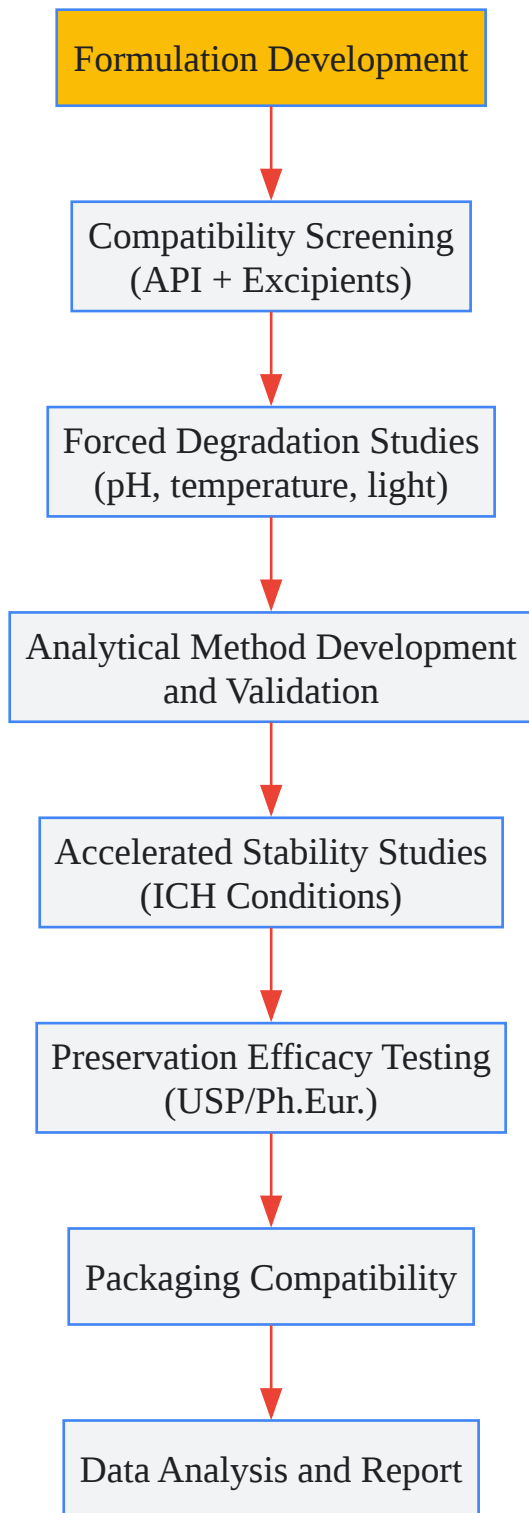 Formulation Development
Compatibility Screening
(API + Excipients)
Forced Degradation Studies
(pH, temperature, light)
Analytical Method Development
and Validation
Accelerated Stability Studies
(ICH Conditions)
Preservation Efficacy Testing
(USP/Ph.Eur.)
Packaging Compatibility
Data Analysis and Report